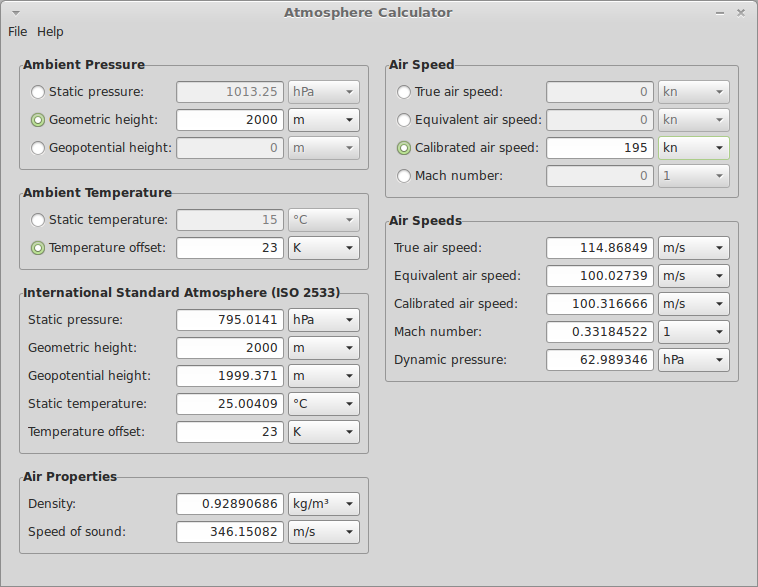 Atmosphere Calculator
File Help
Ambient Pressure
Static pressure: 1013.25 hPa
Geometric height: 2000 m
Geopotential height: 0 m
Ambient Temperature
Static temperature: 15 °C
Temperature offset: 23 K
International Standard Atmosphere (ISO 2533)
Static pressure: 795.0141 hPa
Geometric height: 2000 m
Geopotential height: 1999.371 m
Static temperature: 25.00409 °C
Temperature offset: 23 K
Air Properties
Density: 0.92890686 kg/m³
Speed of sound: 346.15082 m/s
Air Speed
True air speed: 0 kn
Equivalent air speed: 0 kn
Calibrated air speed: 195 kn
Mach number: 0 1
Air Speeds
True air speed: 114.86849 m/s
Equivalent air speed: 100.02739 m/s
Calibrated air speed: 100.316666 m/s
Mach number: 0.33184522 1
Dynamic pressure: 62.989346 hPa